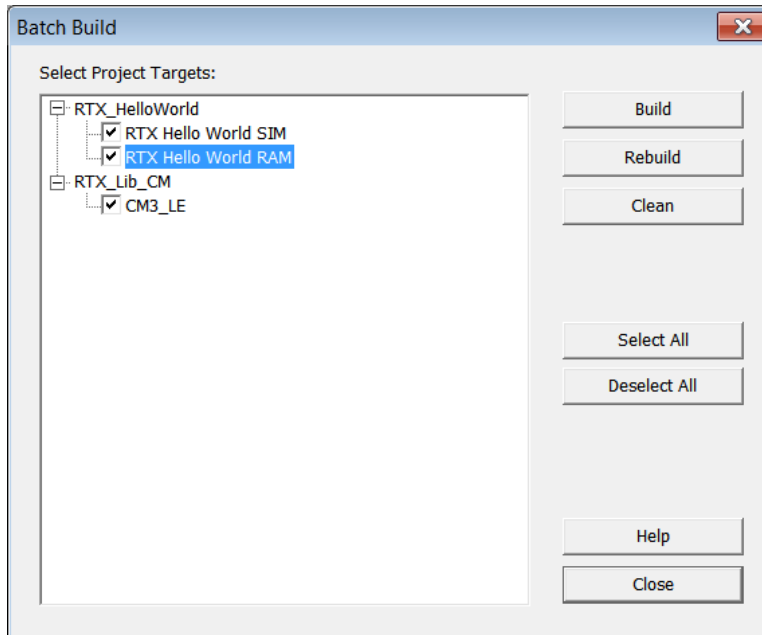 Batch Build
Select Project Targets:
RTX_HelloWorld
RTX Hello World SIM
RTX Hello World RAM
RTX_Lib_CM
CM3_LE
Build
Rebuild
Clean
Select All
Deselect All
Help
Close